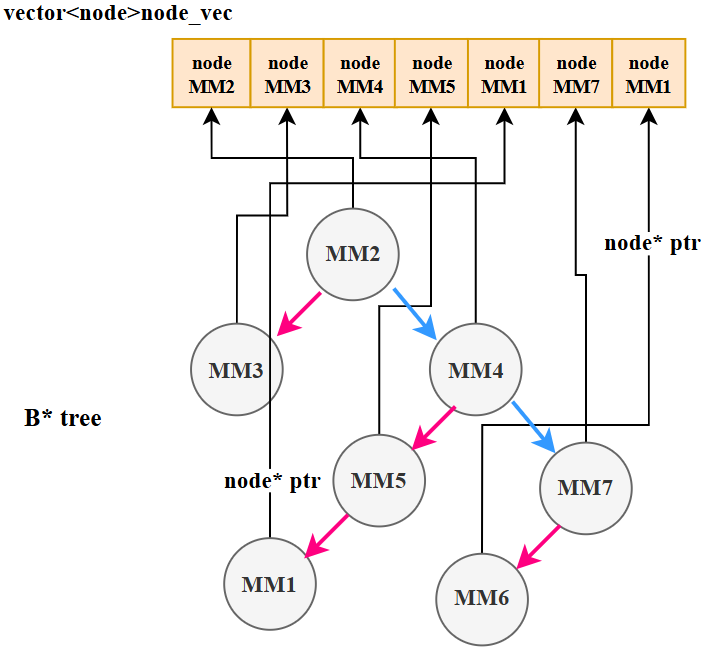 vector<node>node_vec
node MM2
node MM3
node MM4
node MM5
node MM1
node MM7
node MM1
node* ptr
MM2
MM3
MM4
B* tree
node* ptr
MM5
MM7
MM1
MM6